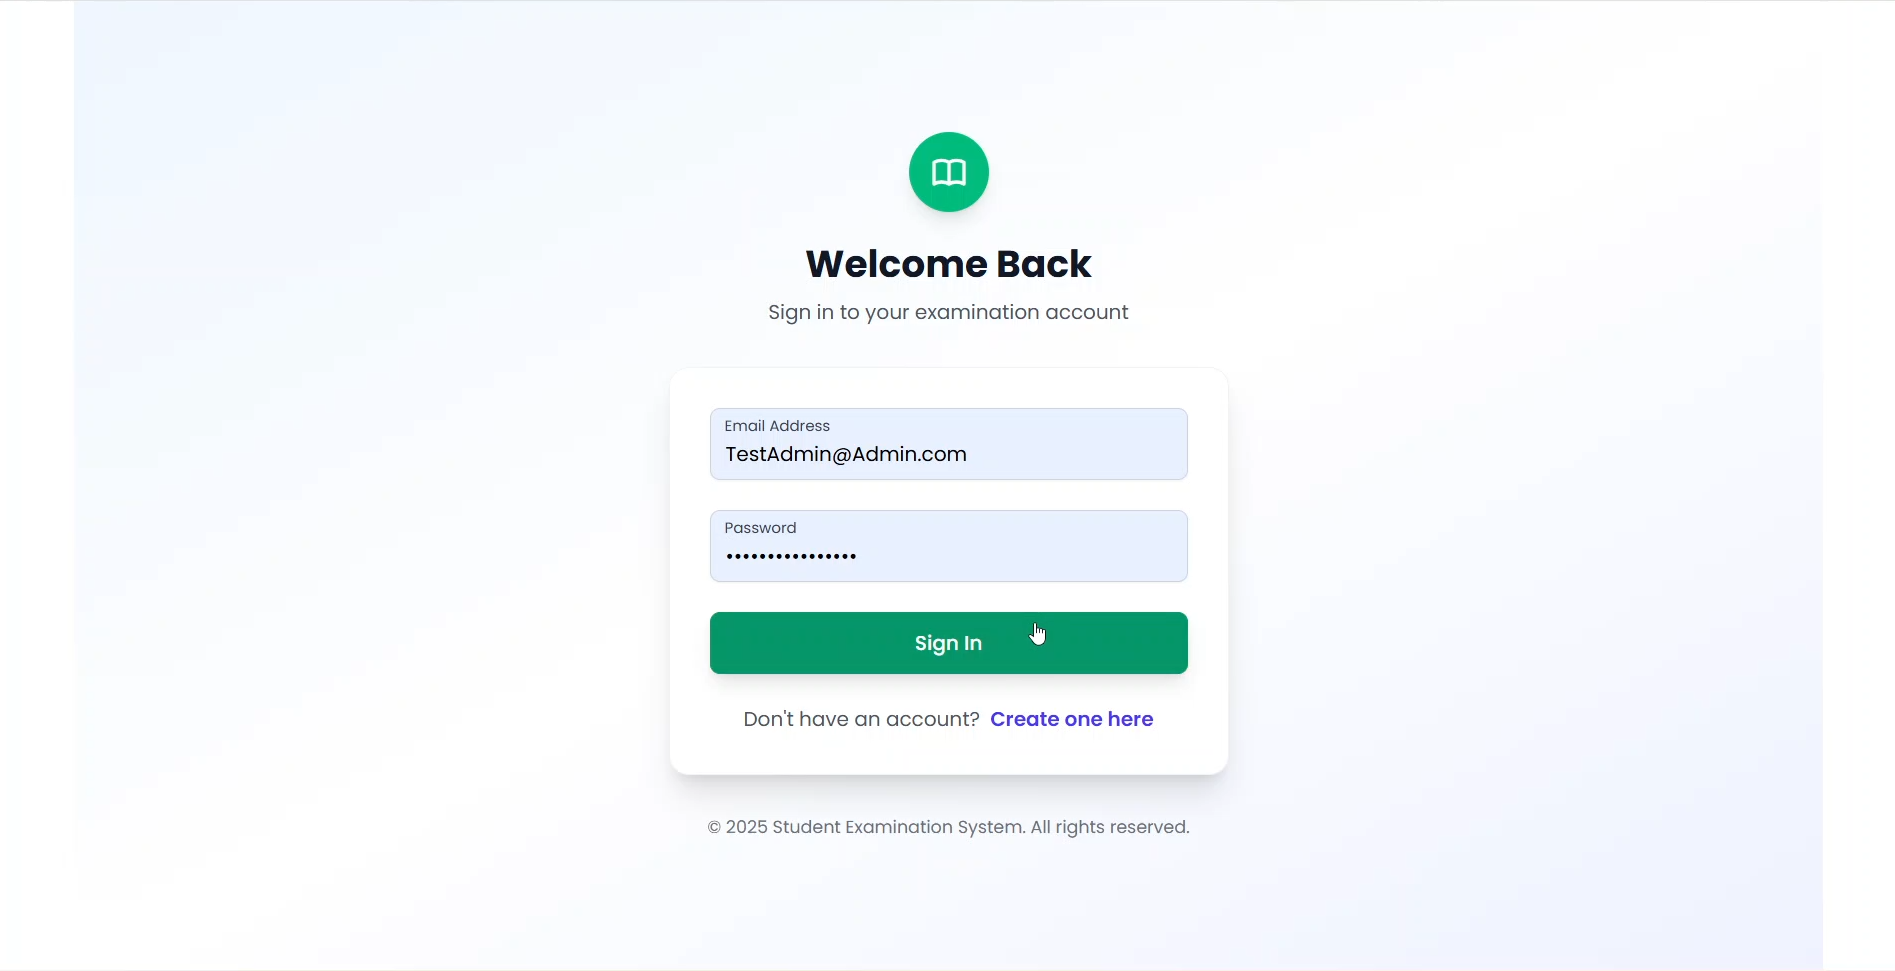 Welcome Back
Sign in to your examination account
Email Address
TestAdmin@Admin.com
Password
••••••••••••••••
Sign In
Don't have an account? Create one here
© 2025 Student Examination System. All rights reserved.